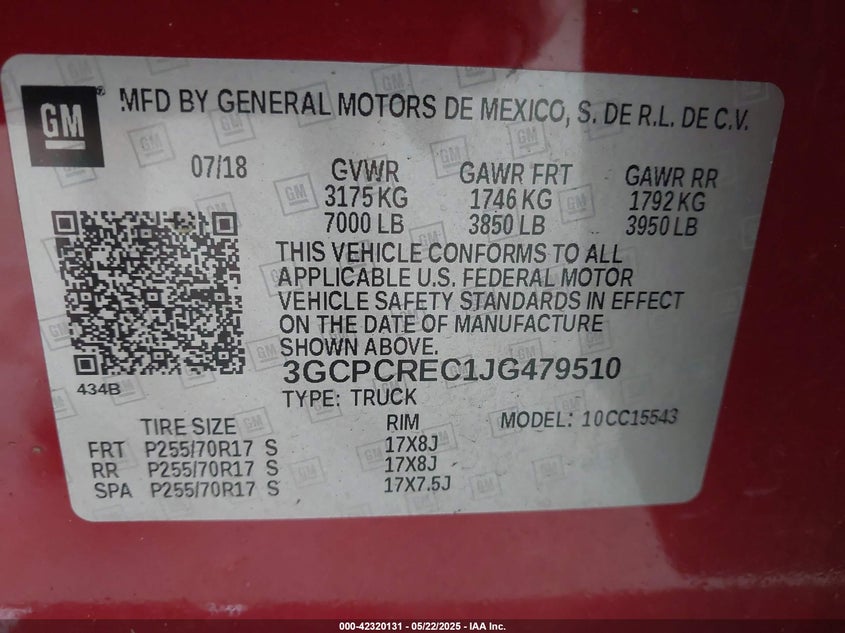 GM
MFD BY GENERAL MOTORS DE MEXICO, S. DE R.L. DE C.V.
07/18 GVWR GAWR FRT GAWR RR
3175 KG 1746 KG 1792 KG
7000 LB 3850 LB 3950 LB
THIS VEHICLE CONFORMS TO ALL
APPLICABLE U.S. FEDERAL MOTOR
VEHICLE SAFETY STANDARDS IN EFFECT
ON THE DATE OF MANUFACTURE
SHOWN ABOVE.
3GCPCREC1JG479510
434B
TYPE: TRUCK
TIRE SIZE RIM MODEL: 10CC15543
FRT P255/70R17 S 17X8J
RR P255/70R17 S 17X8J
SPA P255/70R17 S 17X7.5J
000-42320131 - 05/22/2025 - IAA Inc.